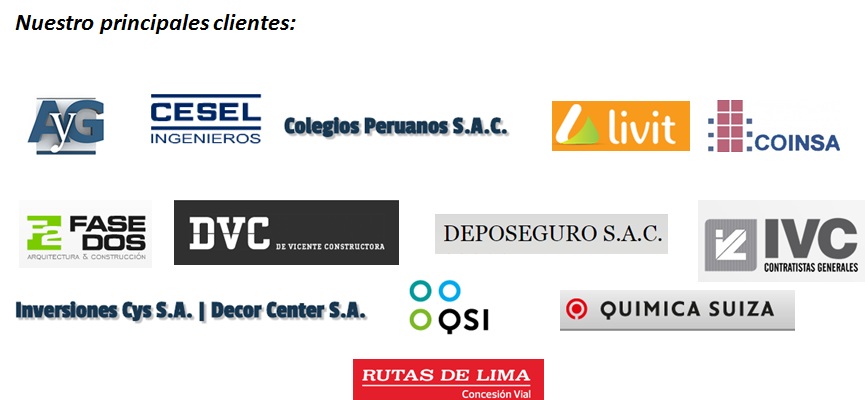 Nuestro principales clientes:
AyG
CESEL
INGENIEROS
Colegios Peruanos S.A.C.
livit
COINSA
F2 FASE
DOS
ARQUITECTURA & CONSTRUCCIÓN
DVC DE VICENTE CONSTRUCTORA
DEPOSEGURO S.A.C.
IVC
CONTRATISTAS GENERALES
Inversiones Cys S.A. | Decor Center S.A.
QSI
QUIMICA SUIZA
RUTAS DE LIMA
Concesión Vial